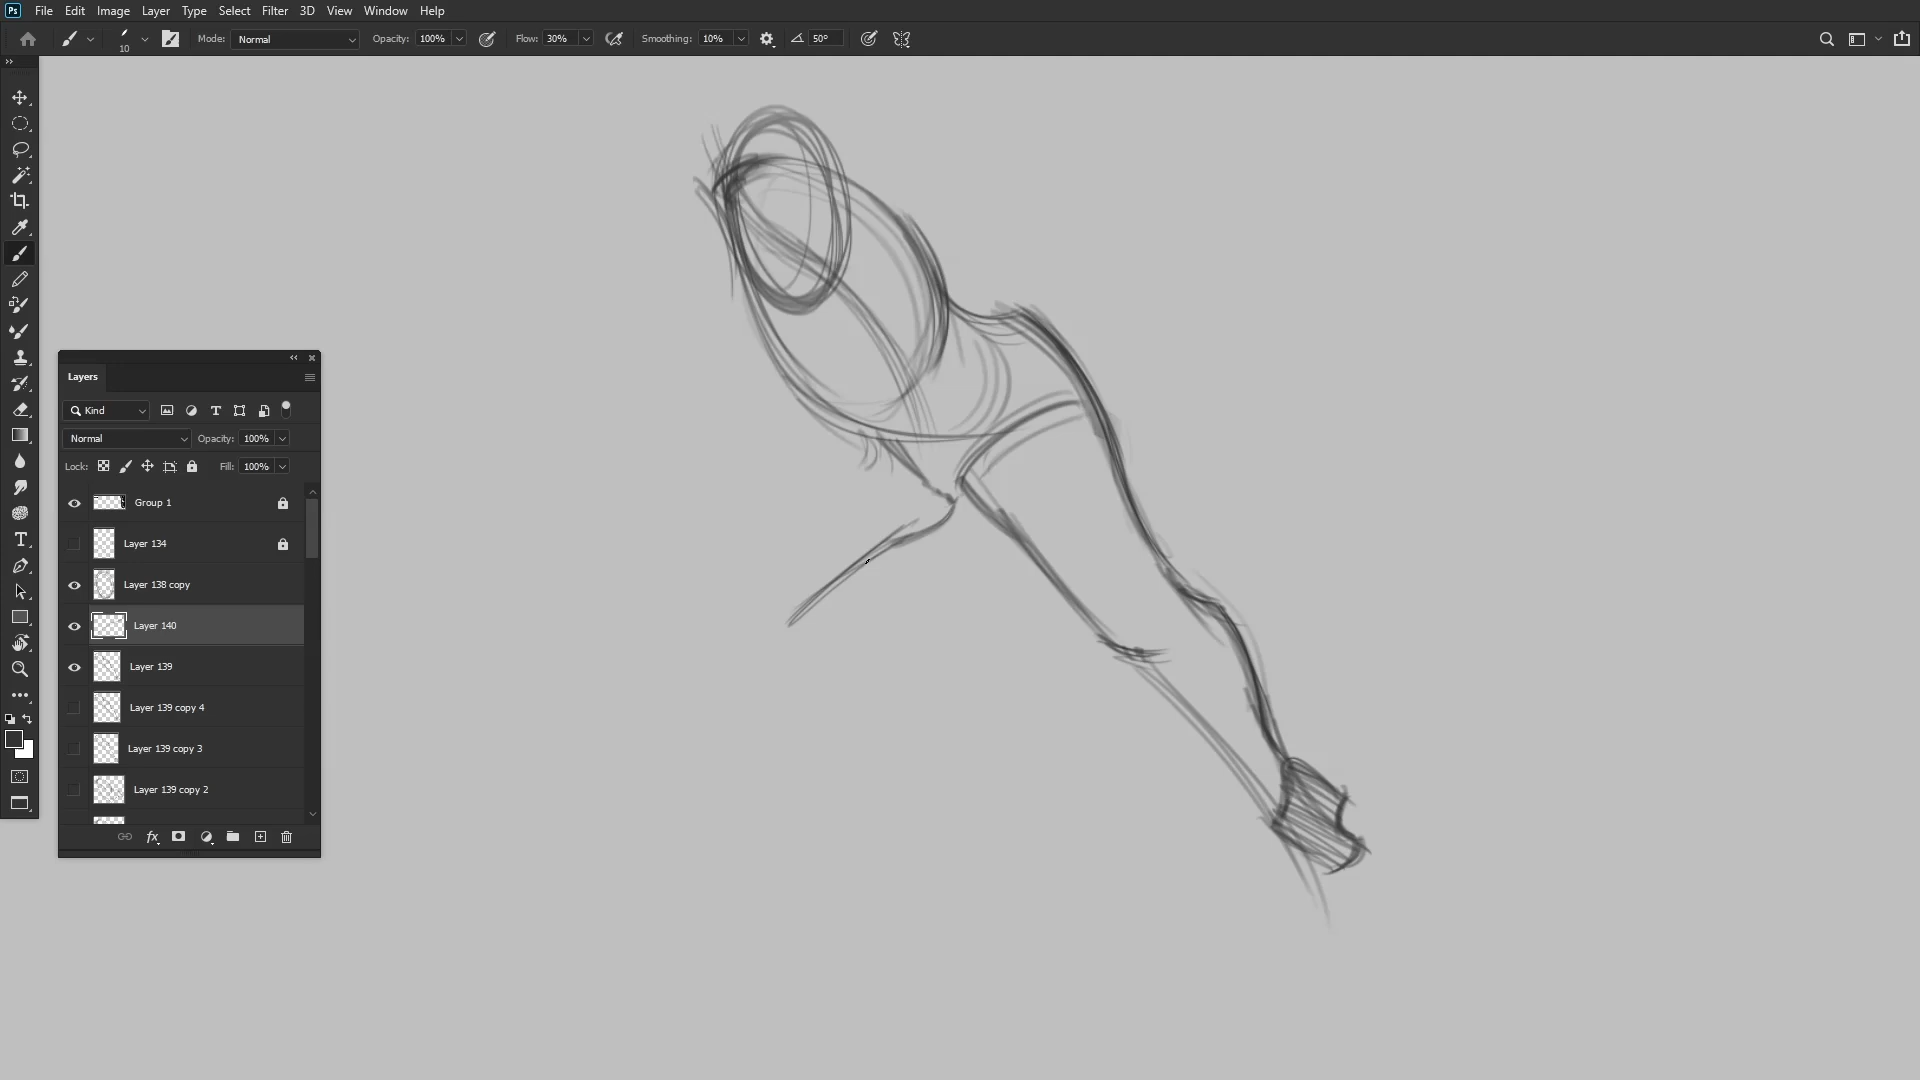 Ps File Edit Image Layer Type Select Filter 3D View Window Help
10 Mode: Normal Opacity: 100% Flow: 30% Smoothing: 10% 50°
Layers
Kind
Normal Opacity: 100%
Lock: Fill: 100%
Group 1
Layer 134
Layer 138 copy
Layer 140
Layer 139
Layer 139 copy 4
Layer 139 copy 3
Layer 139 copy 2
fx